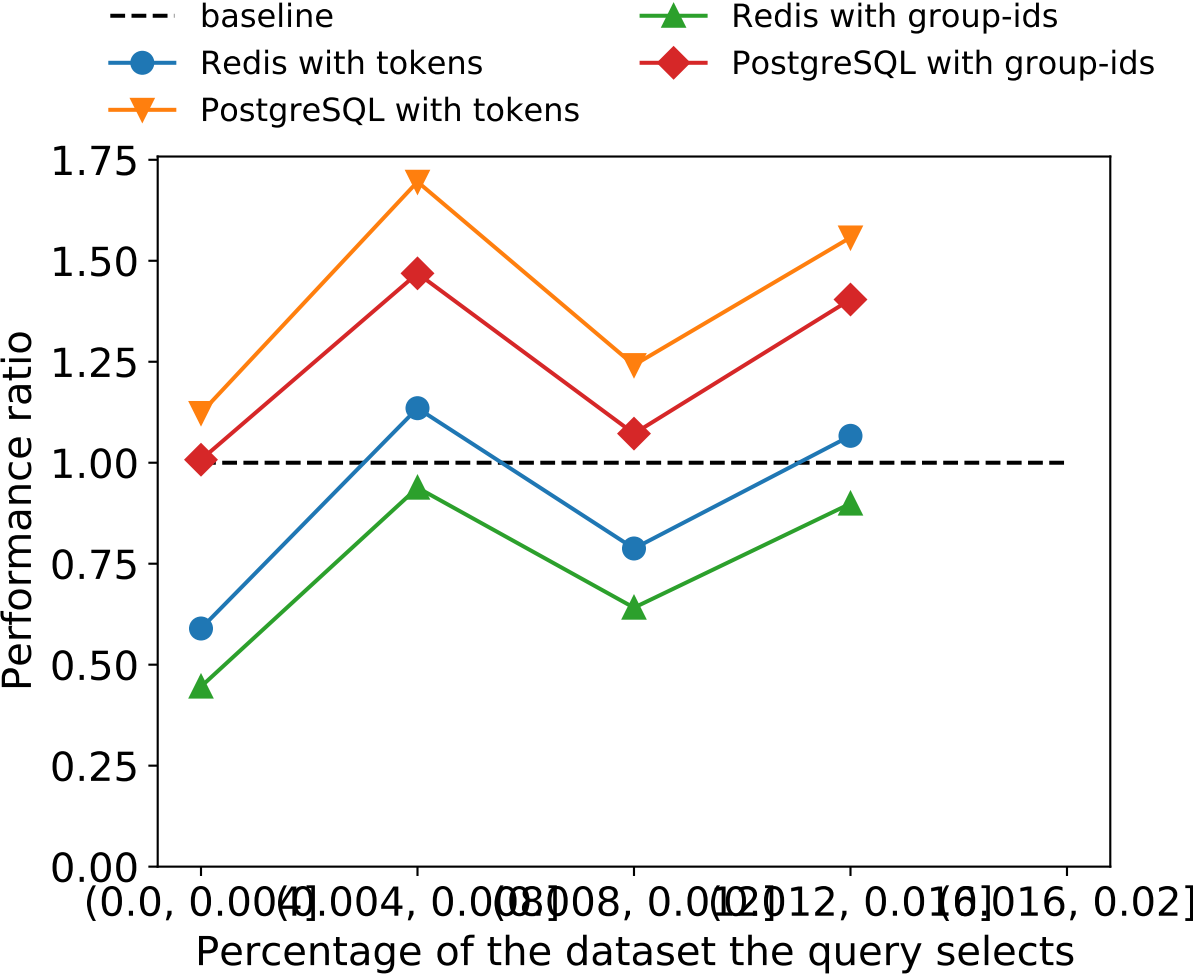 baseline
Redis with tokens
PostgreSQL with tokens
Redis with group-ids
PostgreSQL with group-ids
1.75
1.50
1.25
1.00
0.75
0.50
0.25
0.00
Performance ratio
(0.0, 0.004]
(0.004, 0.008]
(0.008, 0.012]
(0.012, 0.016]
(0.016, 0.02]
Percentage of the dataset the query selects